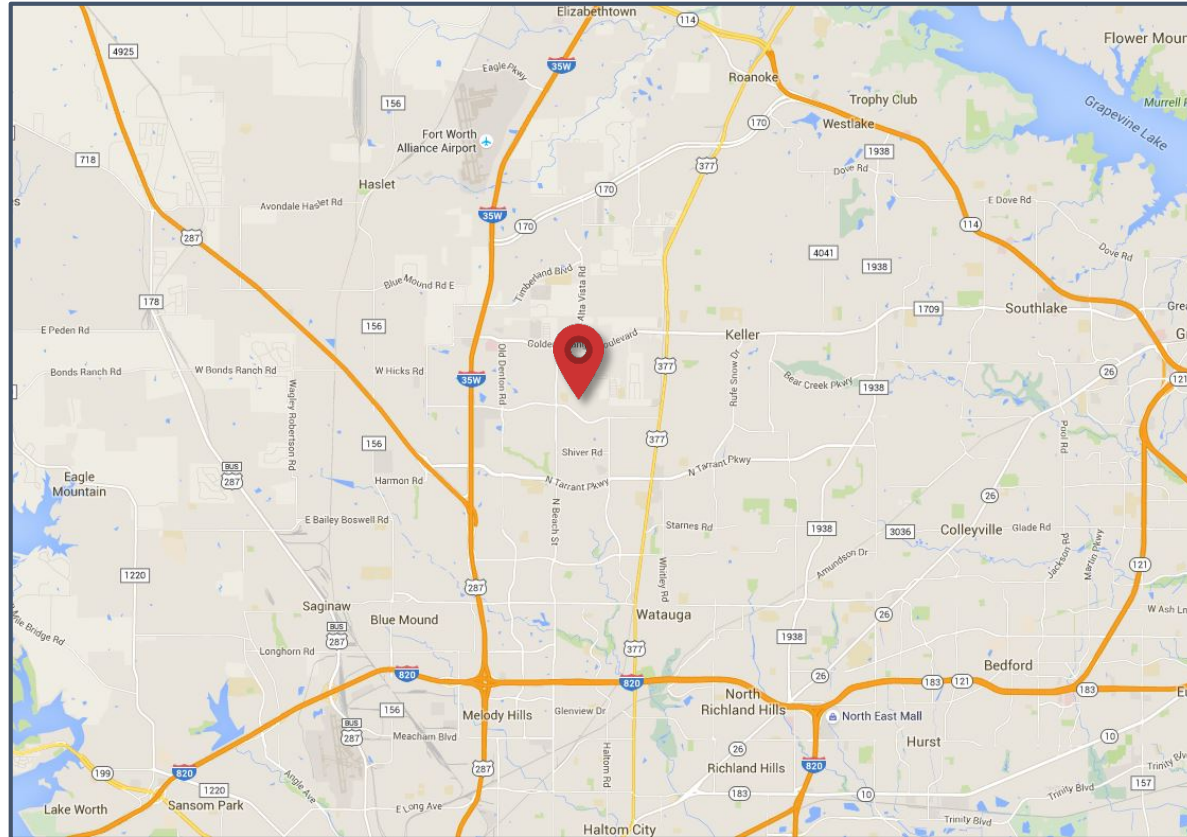 Elizabethtown
114
Flower Mour
4925
35W
Eagle Pkwy
Roanoke
156
Trophy Club
Grapevine Lake
Murrell
170
Westlake
Fort Worth
Alliance Airport
1938
718
377
Dove Rd
Haslet
170
Avondale Haslet Rd
E Dove Rd
35W
170
114
287
4041
Dove Rd
1938
Timberland Blvd
Alta Vista Rd
Blue Mound Rd E
178
Southlake
Grea
1709
156
E Peden Rd
Keller
G
Golden Boulevard
Old Denton Rd
Rufe Snow Dr
W Bonds Ranch Rd
Bonds Ranch Rd
W Hicks Rd
377
26
35W
Bear Creek Pkwy
1938
121
Wagley Robertson Rd
Pool Rd
377
156
Shiver Rd
BUS
287
N Tarrant Pkwy
Eagle
Mountain
Harmon Rd
N Tarrant Pkwy
26
N Beach St
E Bailey Boswell Rd
Starnes Rd
1938
3036
Colleyville
Glade Rd
Jackson Rd
Martin Pkwy
Amundson Dr
121
1220
287
Whitley Rd
Saginaw
Blue Mound
Watauga
26
W Ash Ln
BUS
287
Bridge Rd
1938
377
Longhorn Rd
Bedford
820
26
820
183
121
183
North
Richland Hills
156
Melody Hills
Glenview Dr
North East Mall
BUS
287
Meacham Blvd
Hurst
10
26
Haltom Rd
Richland Hills
820
199
820
287
157
Trinity Blvd
1220
Angle Ave
183
10
Trinity Blvd
Lake Worth
Sansom Park
E Long Ave
Haltom City
Trinity Blvd